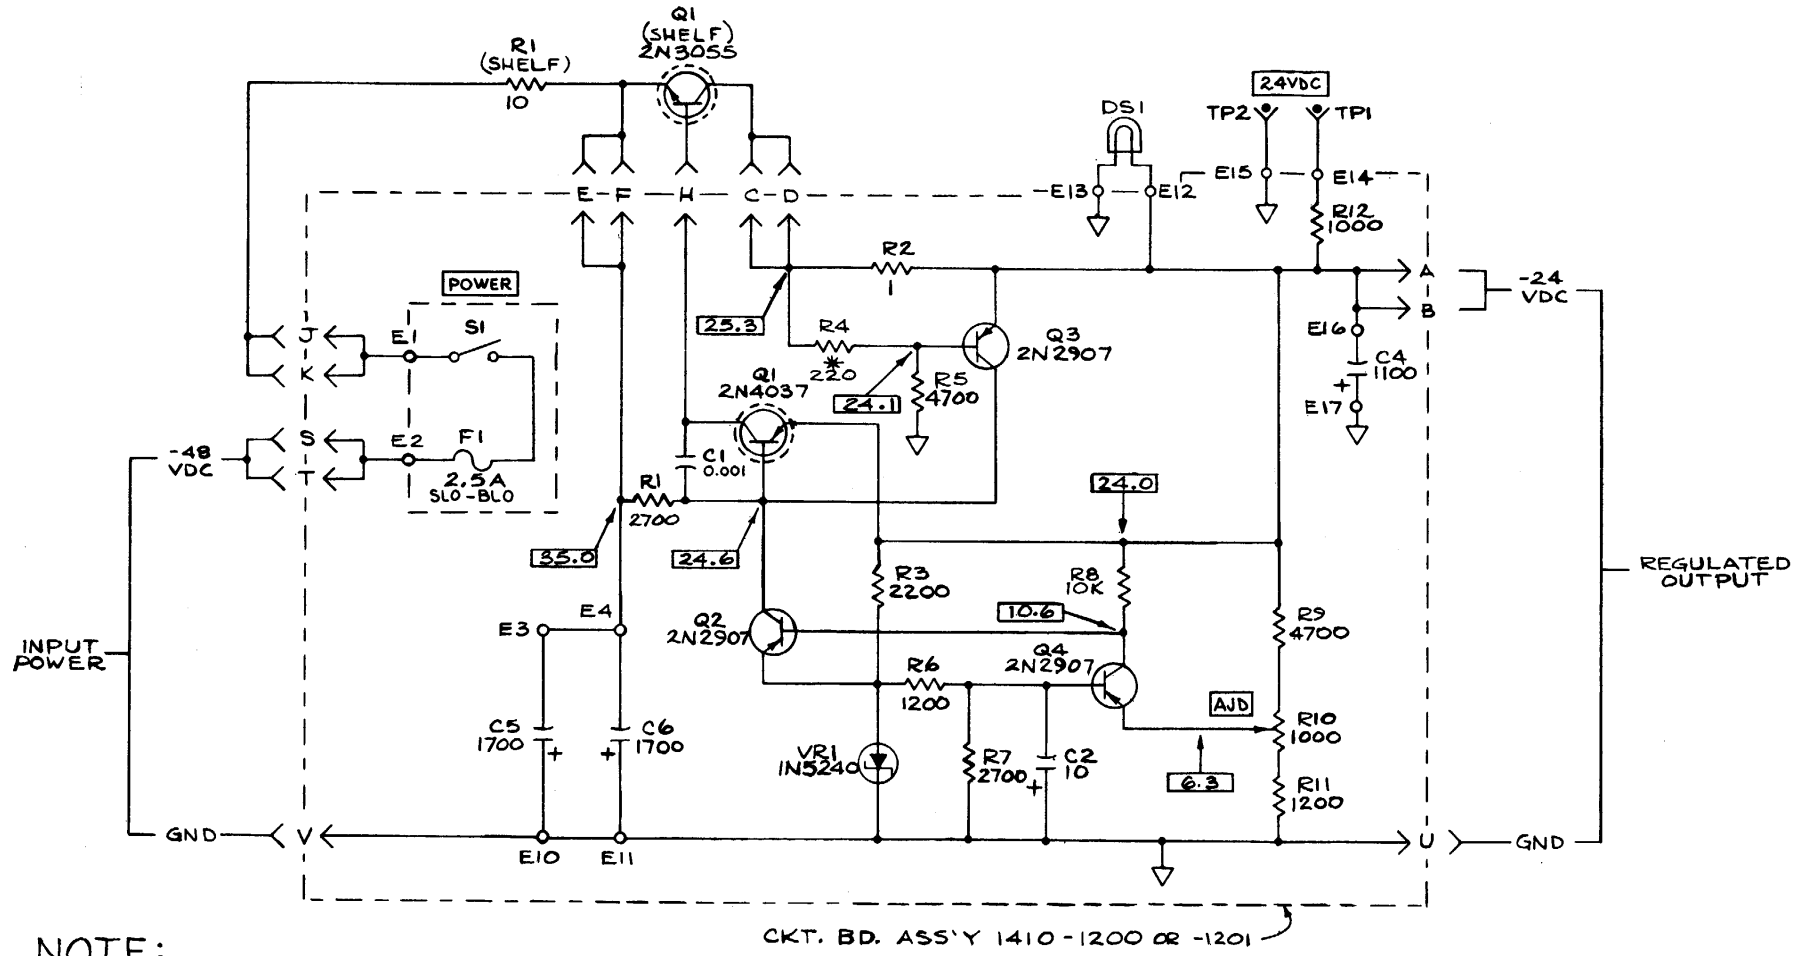 Q1
(SHELF)
2N3055
R1
(SHELF)
10
24VDC
TP2
TP1
DS1
E
F
H
C
D
E13
E12
E15
E14
R12
1000
R2
1
A
-24
VDC
B
POWER
25.3
R4
220
Q3
2N2907
E16
C4
1100
+
E17
J
E1
S1
K
Q1
2N4037
R5
4700
24.1
-48
VDC
S
E2
F1
T
2.5A
SLO-BLO
C1
0.001
R1
2700
24.0
35.0
24.6
R3
2200
R8
10K
REGULATED
OUTPUT
E3
E4
Q2
2N2907
10.6
R9
4700
INPUT
POWER
R6
1200
Q4
2N2907
AJD
R10
1000
C5
1700
+
C6
1700
+
VR1
1N5240
R7
2700
C2
10
+
6.3
R11
1200
GND
V
E10
E11
U
GND
CKT. BD. ASS'Y 1410-1200 OR -1201
NOTE: